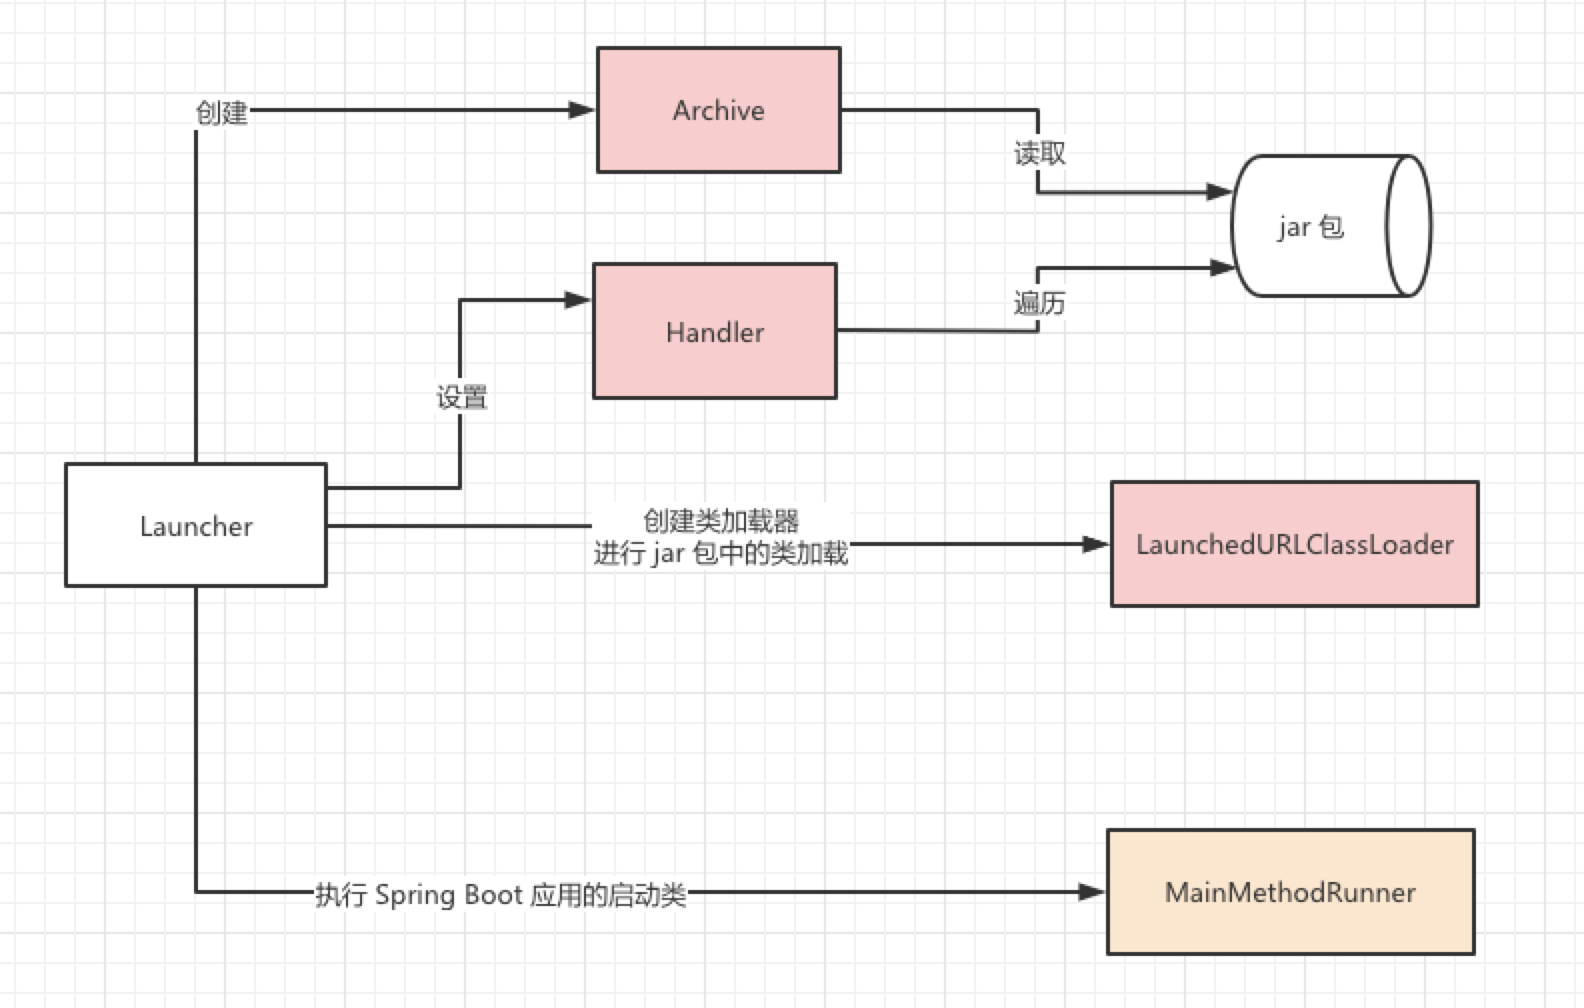 创建
Archive
读取
jar 包
Handler
遍历
设置
Launcher
创建类加载器
进行 jar 包中的类加载
LaunchedURLClassLoader
执行 Spring Boot 应用的启动类
MainMethodRunner